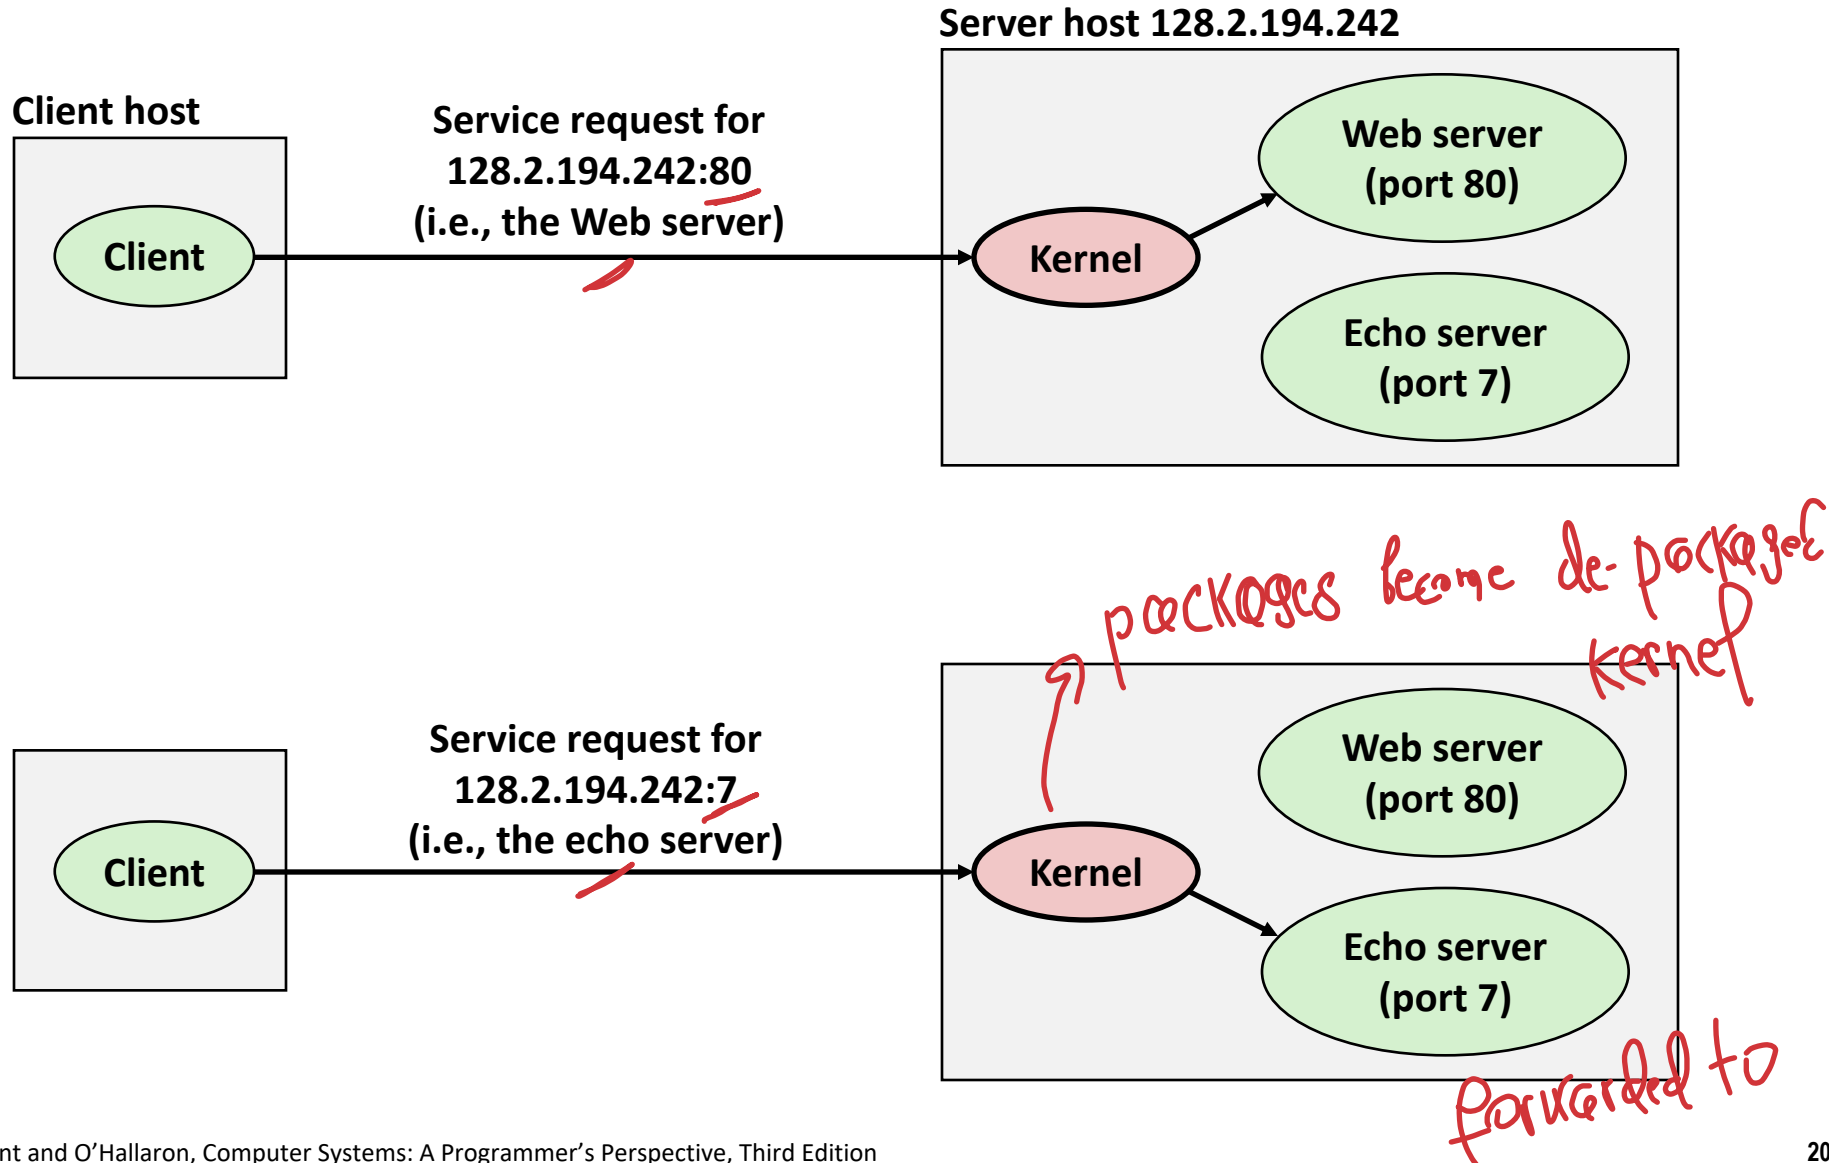 Server host 128.2.194.242
Client host
Service request for
128.2.194.242:80
(i.e., the Web server)
Client
Kernel
Web server
(port 80)
Echo server
(port 7)
packages become de-packaged
kernel
Service request for
128.2.194.242:7
(i.e., the echo server)
Client
Kernel
Web server
(port 80)
Echo server
(port 7)
forwarded to
nt and O'Hallaron, Computer Systems: A Programmer's Perspective, Third Edition
20